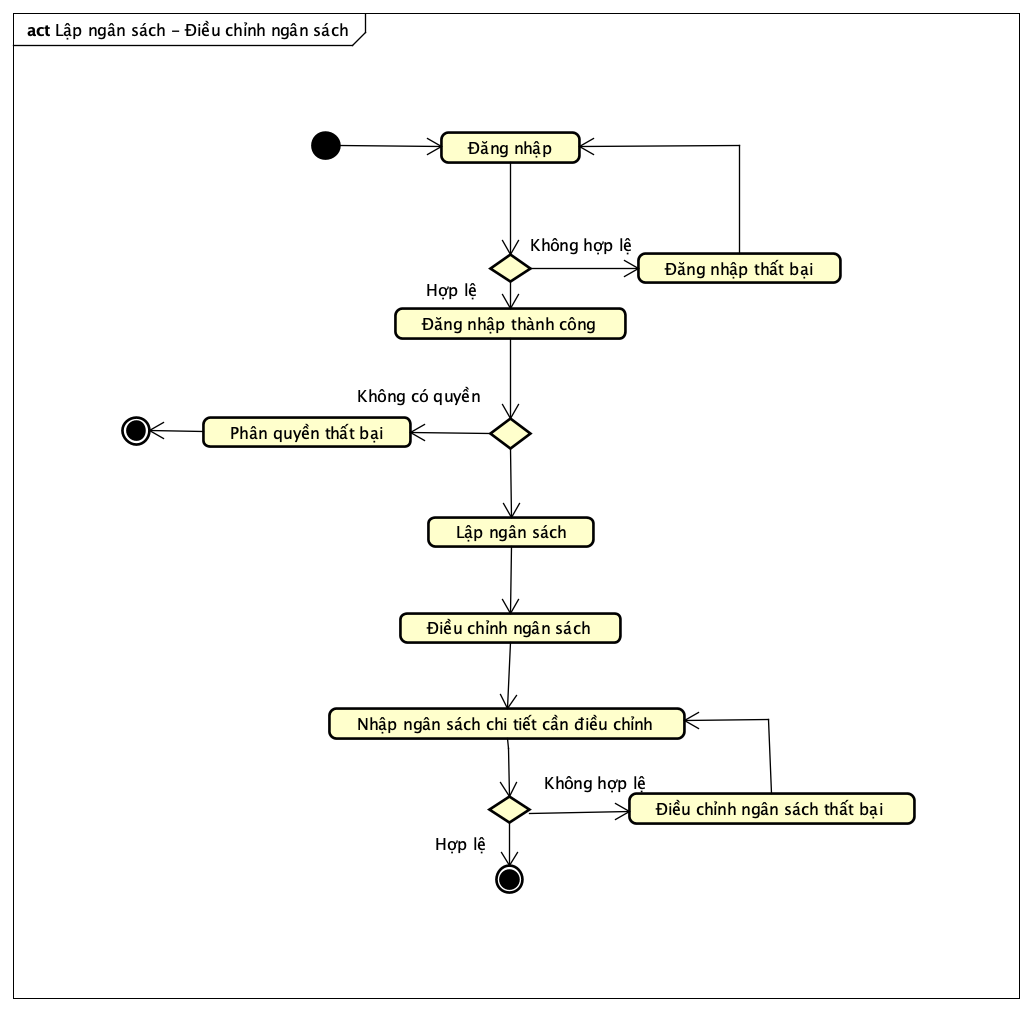 act Lập ngân sách – Điều chỉnh ngân sách
Đăng nhập
Không hợp lệ
Đăng nhập thất bại
Hợp lệ
Đăng nhập thành công
Không có quyền
Phân quyền thất bại
Lập ngân sách
Điều chỉnh ngân sách
Nhập ngân sách chi tiết cần điều chỉnh
Không hợp lệ
Điều chỉnh ngân sách thất bại
Hợp lệ